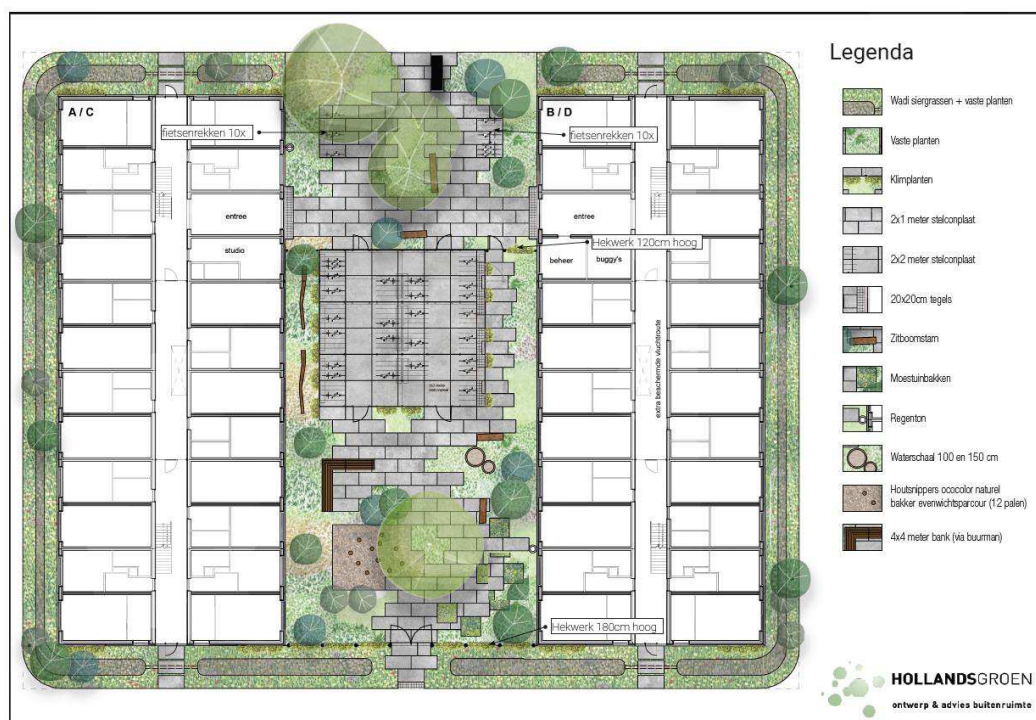 A / C
fietsenrekken 10x
B / D
fietsenrekken 10x
entree
studio
entree
beheer
buggy's
Hekwerk 120cm hoog
extra beschermde vluchtroute
Hekwerk 180cm hoog
Legenda
Wadi siergrassen + vaste planten
Vaste planten
Klimplanten
2x1 meter stelconplaat
2x2 meter stelconplaat
20x20cm tegels
Zitboomstam
Moestuinbakken
Regenton
Waterschaal 100 en 150 cm
Houtsnippers ococolor naturel
bakker evenwichtsparcour (12 palen)
4x4 meter bank (via buurman)
HOLLANDSGROEN
ontwerp & advies buitenruimte